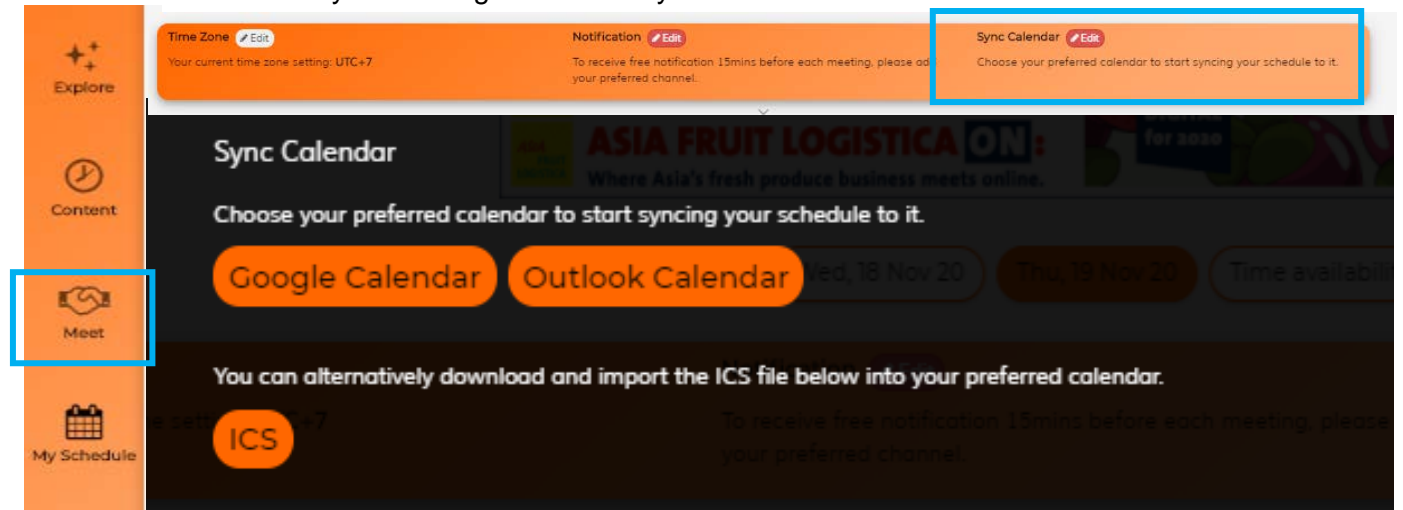 Explore
Content
Meet
My Schedule
Time Zone Edit
Your current time zone setting: UTC+7
Notification Edit
To receive free notification 15mins before each meeting, please ad
your preferred channel.
Sync Calendar Edit
Choose your preferred calendar to start syncing your schedule to it.
Sync Calendar
ASIA FRUIT LOGISTICA ON:
Where Asia's fresh produce business meets online.
DIGITAL
for 2020
Choose your preferred calendar to start syncing your schedule to it.
Google Calendar
Outlook Calendar
Wed, 18 Nov 20
Thu, 19 Nov 20
Time availabili
You can alternatively download and import the ICS file below into your preferred calendar.
ICS
To receive free notification 15mins before each meeting, please
your preferred channel.